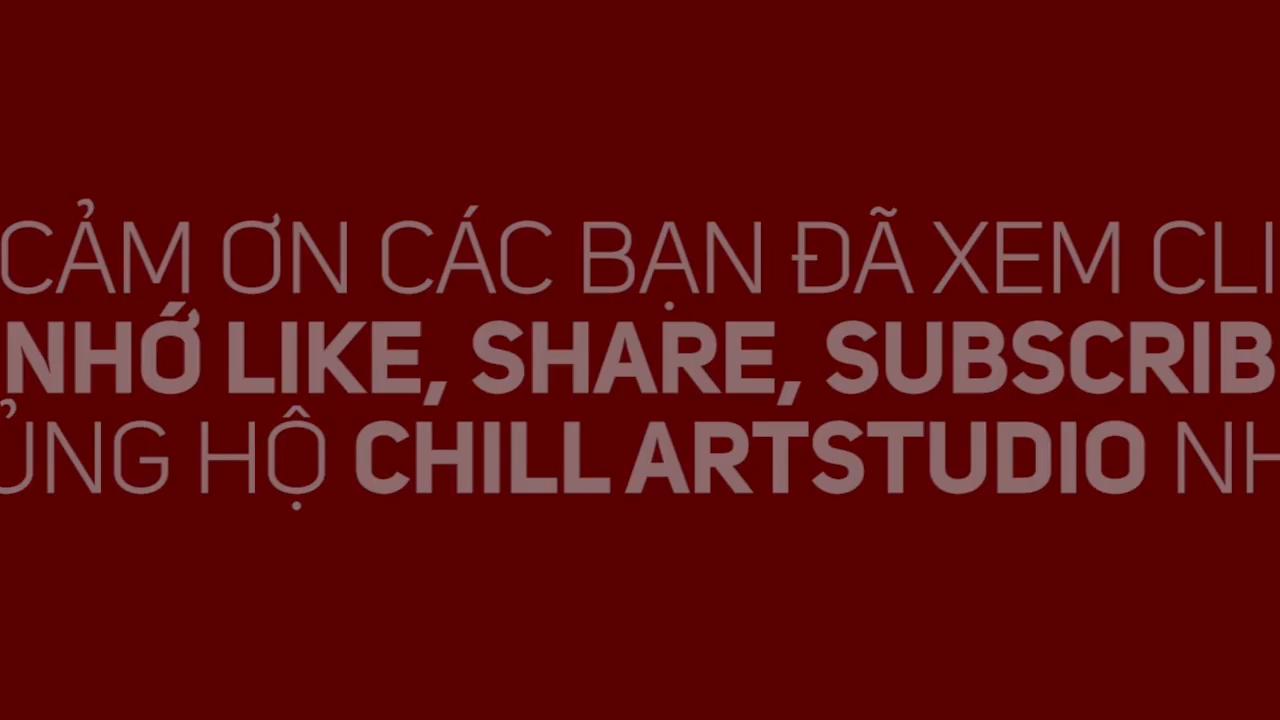 CẢM ƠN CÁC BẠN ĐÃ XEM CLI
NHỚ LIKE, SHARE, SUBSCRIB
ỦNG HỘ CHILL ARTSTUDIO NH